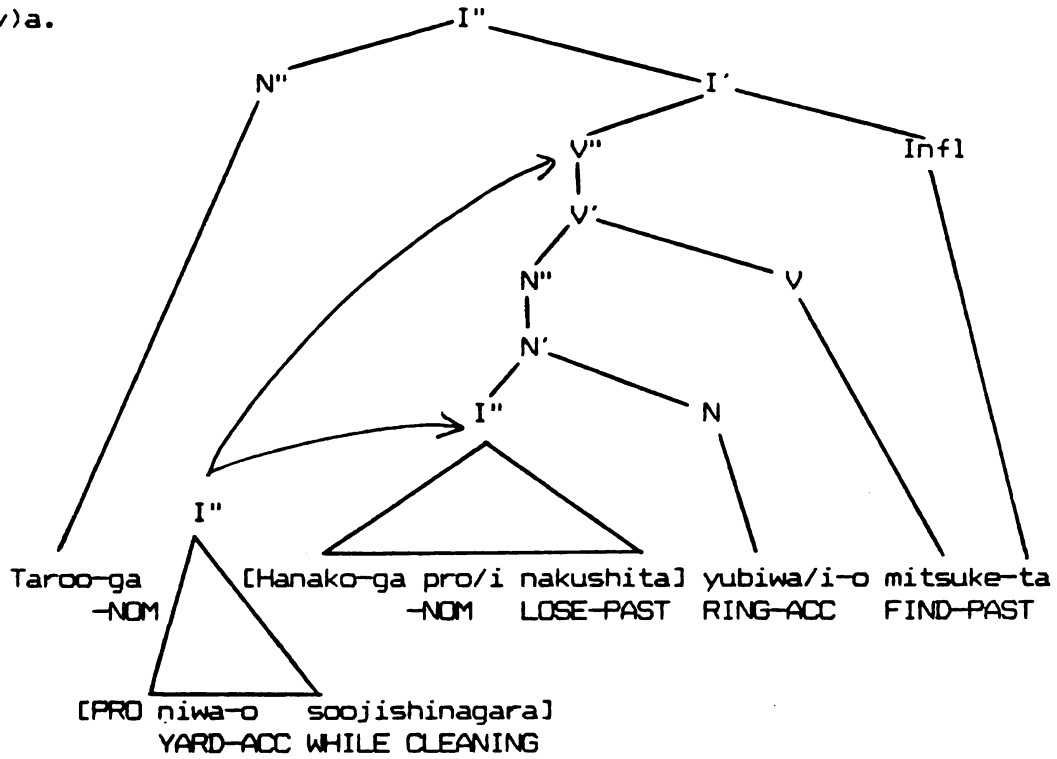 v)a.
I"
N"
I′
V"
Infl
V′
N"
V
N′
I"
N
I"
Taroo-ga [Hanako-ga pro/i nakushita] yubiwa/i-o mitsuke-ta
-NOM -NOM LOSE-PAST RING-ACC FIND-PAST
[PRO niwa-o soojishinagara]
YARD-ACC WHILE CLEANING